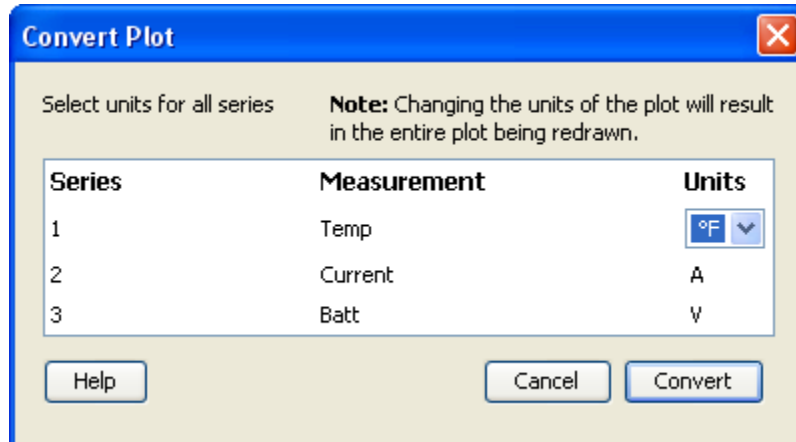 Convert Plot
Select units for all series
Note: Changing the units of the plot will result
in the entire plot being redrawn.
Series Measurement Units
1 Temp °F
2 Current A
3 Batt V
Help Cancel Convert